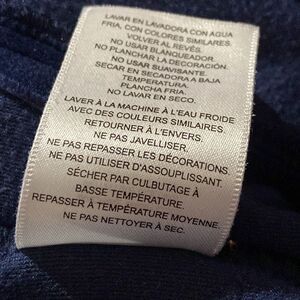 LAVAR EN LAVADORA CON AGUA
FRIA, CON COLORES SIMILARES.
VOLVER AL REVÉS.
NO USAR BLANQUEADOR.
NO PLANCHAR LA DECORACIÓN.
NO USAR SUAVISANTE.
SECAR EN SECADORA A BAJA
TEMPERATURA.
PLANCHA FRIA.
NO LAVAR EN SECO.
LAVER À LA MACHINE À L'EAU FROIDE
AVEC DES COULEURS SIMILAIRES.
RETOURNER À L'ENVERS.
NE PAS JAVELLISER.
NE PAS REPASSER LES DÉCORATIONS.
NE PAS UTILISER D'ASSOUPLISSANT.
SÉCHER PAR CULBUTAGE À
BASSE TEMPÉRATURE.
REPASSER À TEMPÉRATURE MOYENNE.
NE PAS NETTOYER À SEC.